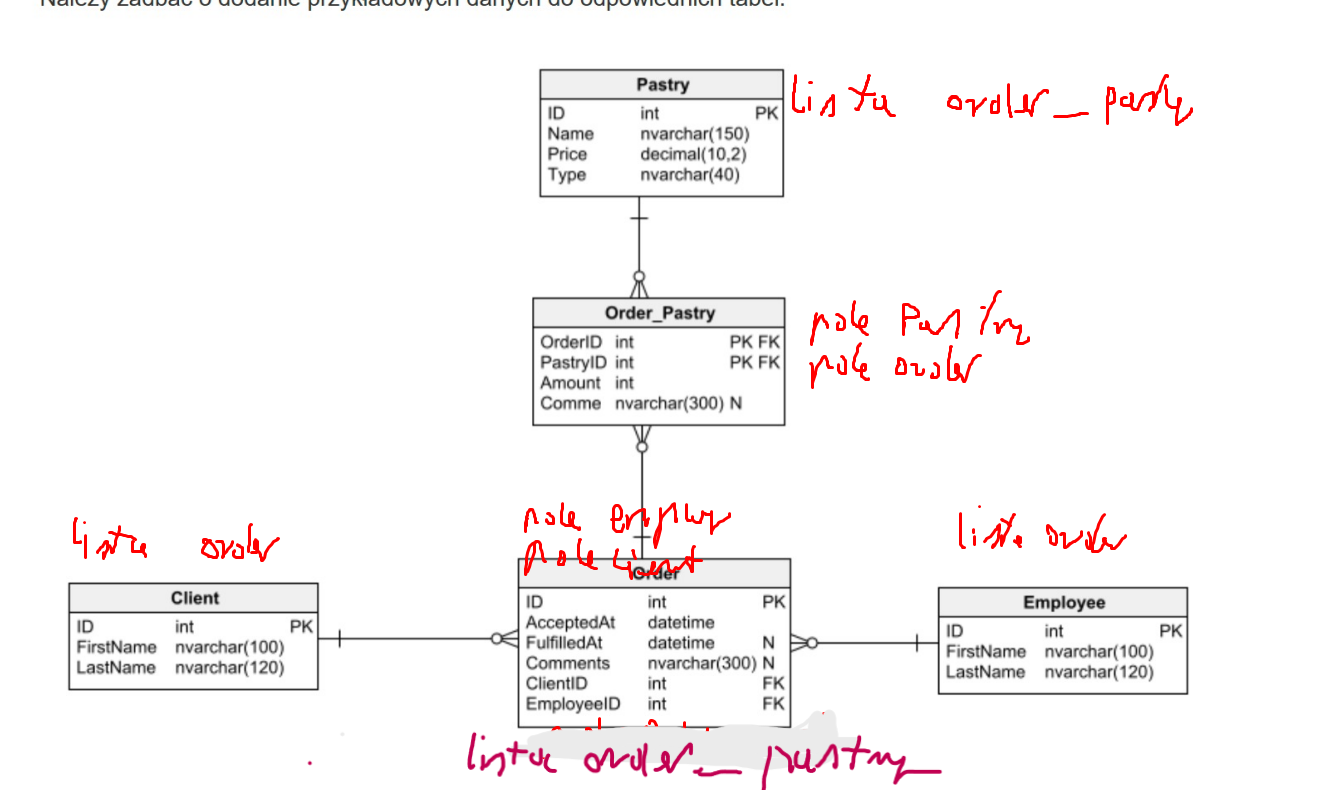 Należy zadbać o dodanie przykładowych danych do odpowiednich tabel.
Pastry
ID int PK
Name nvarchar(150)
Price decimal(10,2)
Type nvarchar(40)
lista order_pastry
Order_Pastry
OrderID int PK FK
PastryID int PK FK
Amount int
Comme nvarchar(300) N
pole Pastry
pole order
lista order
pole employ
pole client
lista order
Client
ID int PK
FirstName nvarchar(100)
LastName nvarchar(120)
Order
ID int PK
AcceptedAt datetime
FulfilledAt datetime N
Comments nvarchar(300) N
ClientID int FK
EmployeeID int FK
Employee
ID int PK
FirstName nvarchar(100)
LastName nvarchar(120)
lista order_pastry